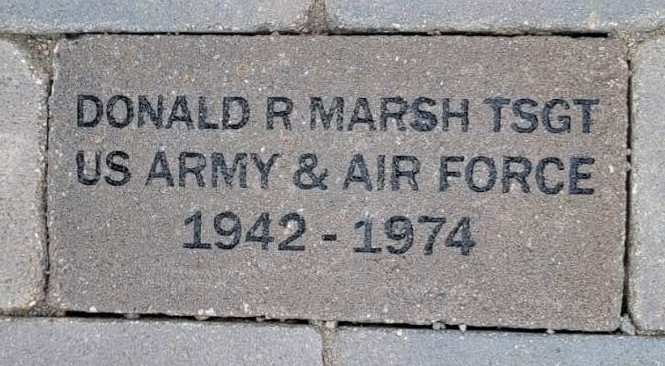 DONALD R MARSH TSGT
US ARMY & AIR FORCE
1942 - 1974